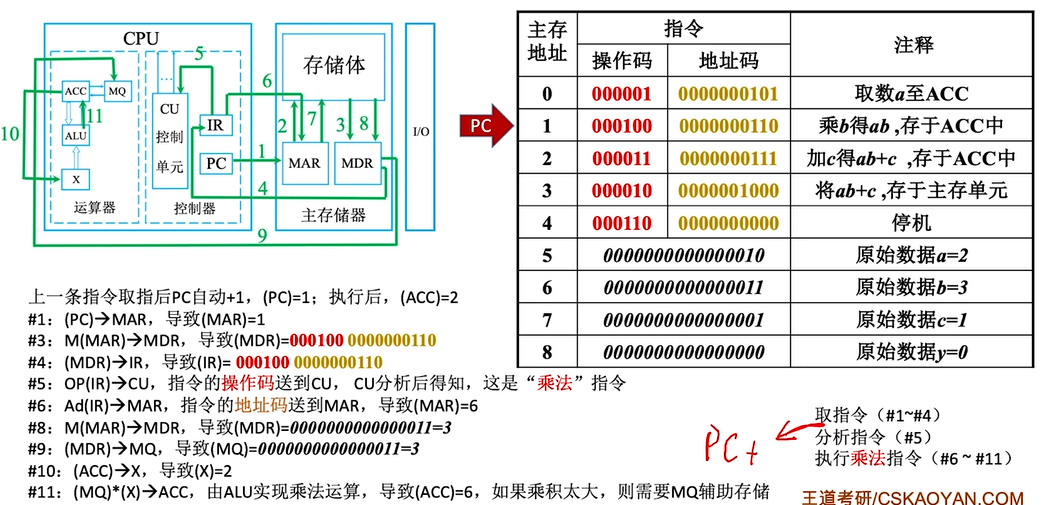 CPU
ACC
MQ
ALU
X
运算器
CU
控制
单元
IR
PC
控制器
存储体
MAR
MDR
主存储器
I/O
1
2
3
4
5
6
7
8
9
10
11
PC
主存地址 指令 注释
操作码 地址码
0 000001 0000000101 取数a至ACC
1 000100 0000000110 乘b得ab ,存于ACC中
2 000011 0000000111 加c得ab+c ,存于ACC中
3 000010 0000001000 将ab+c ,存于主存单元
4 000110 0000000000 停机
5 0000000000000010 原始数据a=2
6 0000000000000011 原始数据b=3
7 0000000000000001 原始数据c=1
8 0000000000000000 原始数据y=0
上一条指令取指后PC自动+1，(PC)=1；执行后，(ACC)=2
#1：(PC)→MAR，导致(MAR)=1
#3：M(MAR)→MDR，导致(MDR)=000100 0000000110
#4：(MDR)→IR，导致(IR)= 000100 0000000110
#5：OP(IR)→CU，指令的操作码送到CU，CU分析后得知，这是“乘法”指令
#6：Ad(IR)→MAR，指令的地址码送到MAR，导致(MAR)=6
#8：M(MAR)→MDR，导致(MDR)=0000000000000011=3
#9：(MDR)→MQ，导致(MQ)=0000000000000011=3
#10：(ACC)→X，导致(X)=2
#11：(MQ)*(X)→ACC，由ALU实现乘法运算，导致(ACC)=6，如果乘积太大，则需要MQ辅助存储
PC+
取指令（#1~#4）
分析指令（#5）
执行乘法指令（#6 ~ #11）
王道考研/CSKAOYAN.COM